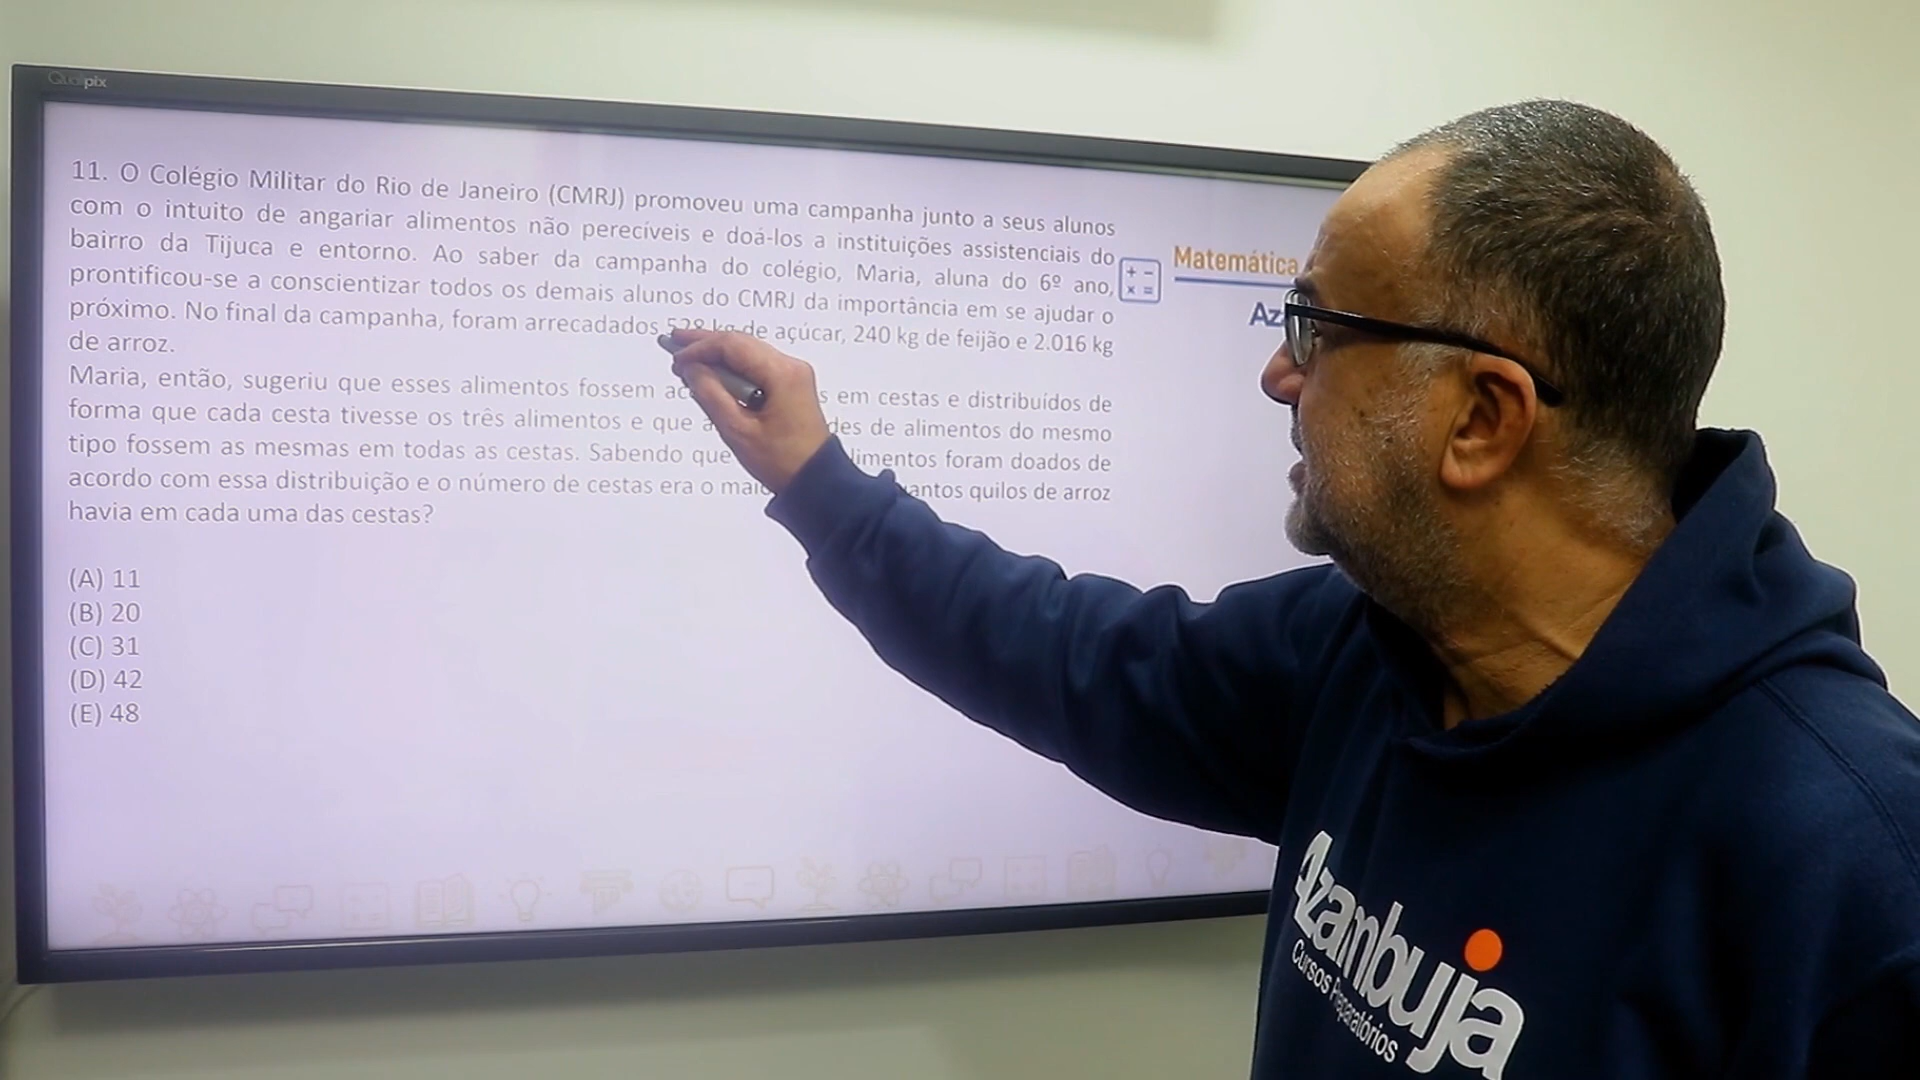 Qualipix
11. O Colégio Militar do Rio de Janeiro (CMRJ) promoveu uma campanha junto a seus alunos
com o intuito de angariar alimentos não perecíveis e doá-los a instituições assistenciais do
bairro da Tijuca e entorno. Ao saber da campanha do colégio, Maria, aluna do 6º ano,
prontificou-se a conscientizar todos os demais alunos do CMRJ da importância em se ajudar o
próximo. No final da campanha, foram arrecadados 528 kg de açúcar, 240 kg de feijão e 2.016 kg
de arroz.
Maria, então, sugeriu que esses alimentos fossem em cestas e distribuídos de
forma que cada cesta tivesse os três alimentos e que de alimentos do mesmo
tipo fossem as mesmas em todas as cestas. Sabendo que foram doados de
acordo com essa distribuição e o número de cestas era o quilos de arroz
havia em cada uma das cestas?
(A) 11
(B) 20
(C) 31
(D) 42
(E) 48
+ -
× =
Matemática
Azambuja
Cursos Preparatórios